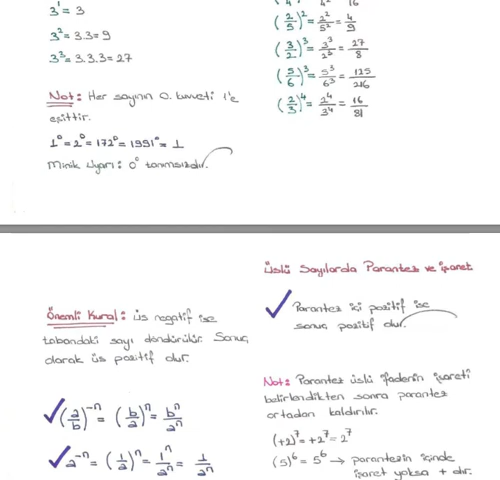 3¹ = 3
3² = 3.3 = 9
3³ = 3.3.3 = 27
Not: Her sayının 0. kuvveti 1'e
eşittir.
1⁰ = 2⁰ = 172⁰ = 1991⁰ = 1
Minik Uyarı: 0⁰ tanımsızdır.
(2/5)² = 2²/5² = 4/9
(3/2)³ = 3³/2³ = 27/8
(5/6)³ = 5³/6³ = 125/216
(2/3)⁴ = 2⁴/3⁴ = 16/81
Önemli Kural: Üs negatif ise
tabandaki sayı döndürülür. Sonuç
olarak üs pozitif olur.
✓ (a/b)⁻ⁿ = (b/a)ⁿ = bⁿ/aⁿ
✓ a⁻ⁿ = (1/a)ⁿ = 1ⁿ/aⁿ = 1/aⁿ
Üslü Sayılarda Parantez ve İşaret
✓ Parantez içi pozitif ise
sonuç pozitif olur.
Not: Parantez üslü ifadenin işareti
belirlendikten sonra parantez
ortadan kaldırılır.
(+2)⁷ = +2⁷ = 2⁷
(5)⁶ = 5⁶ → parantezin içinde
işaret yoksa + dır.